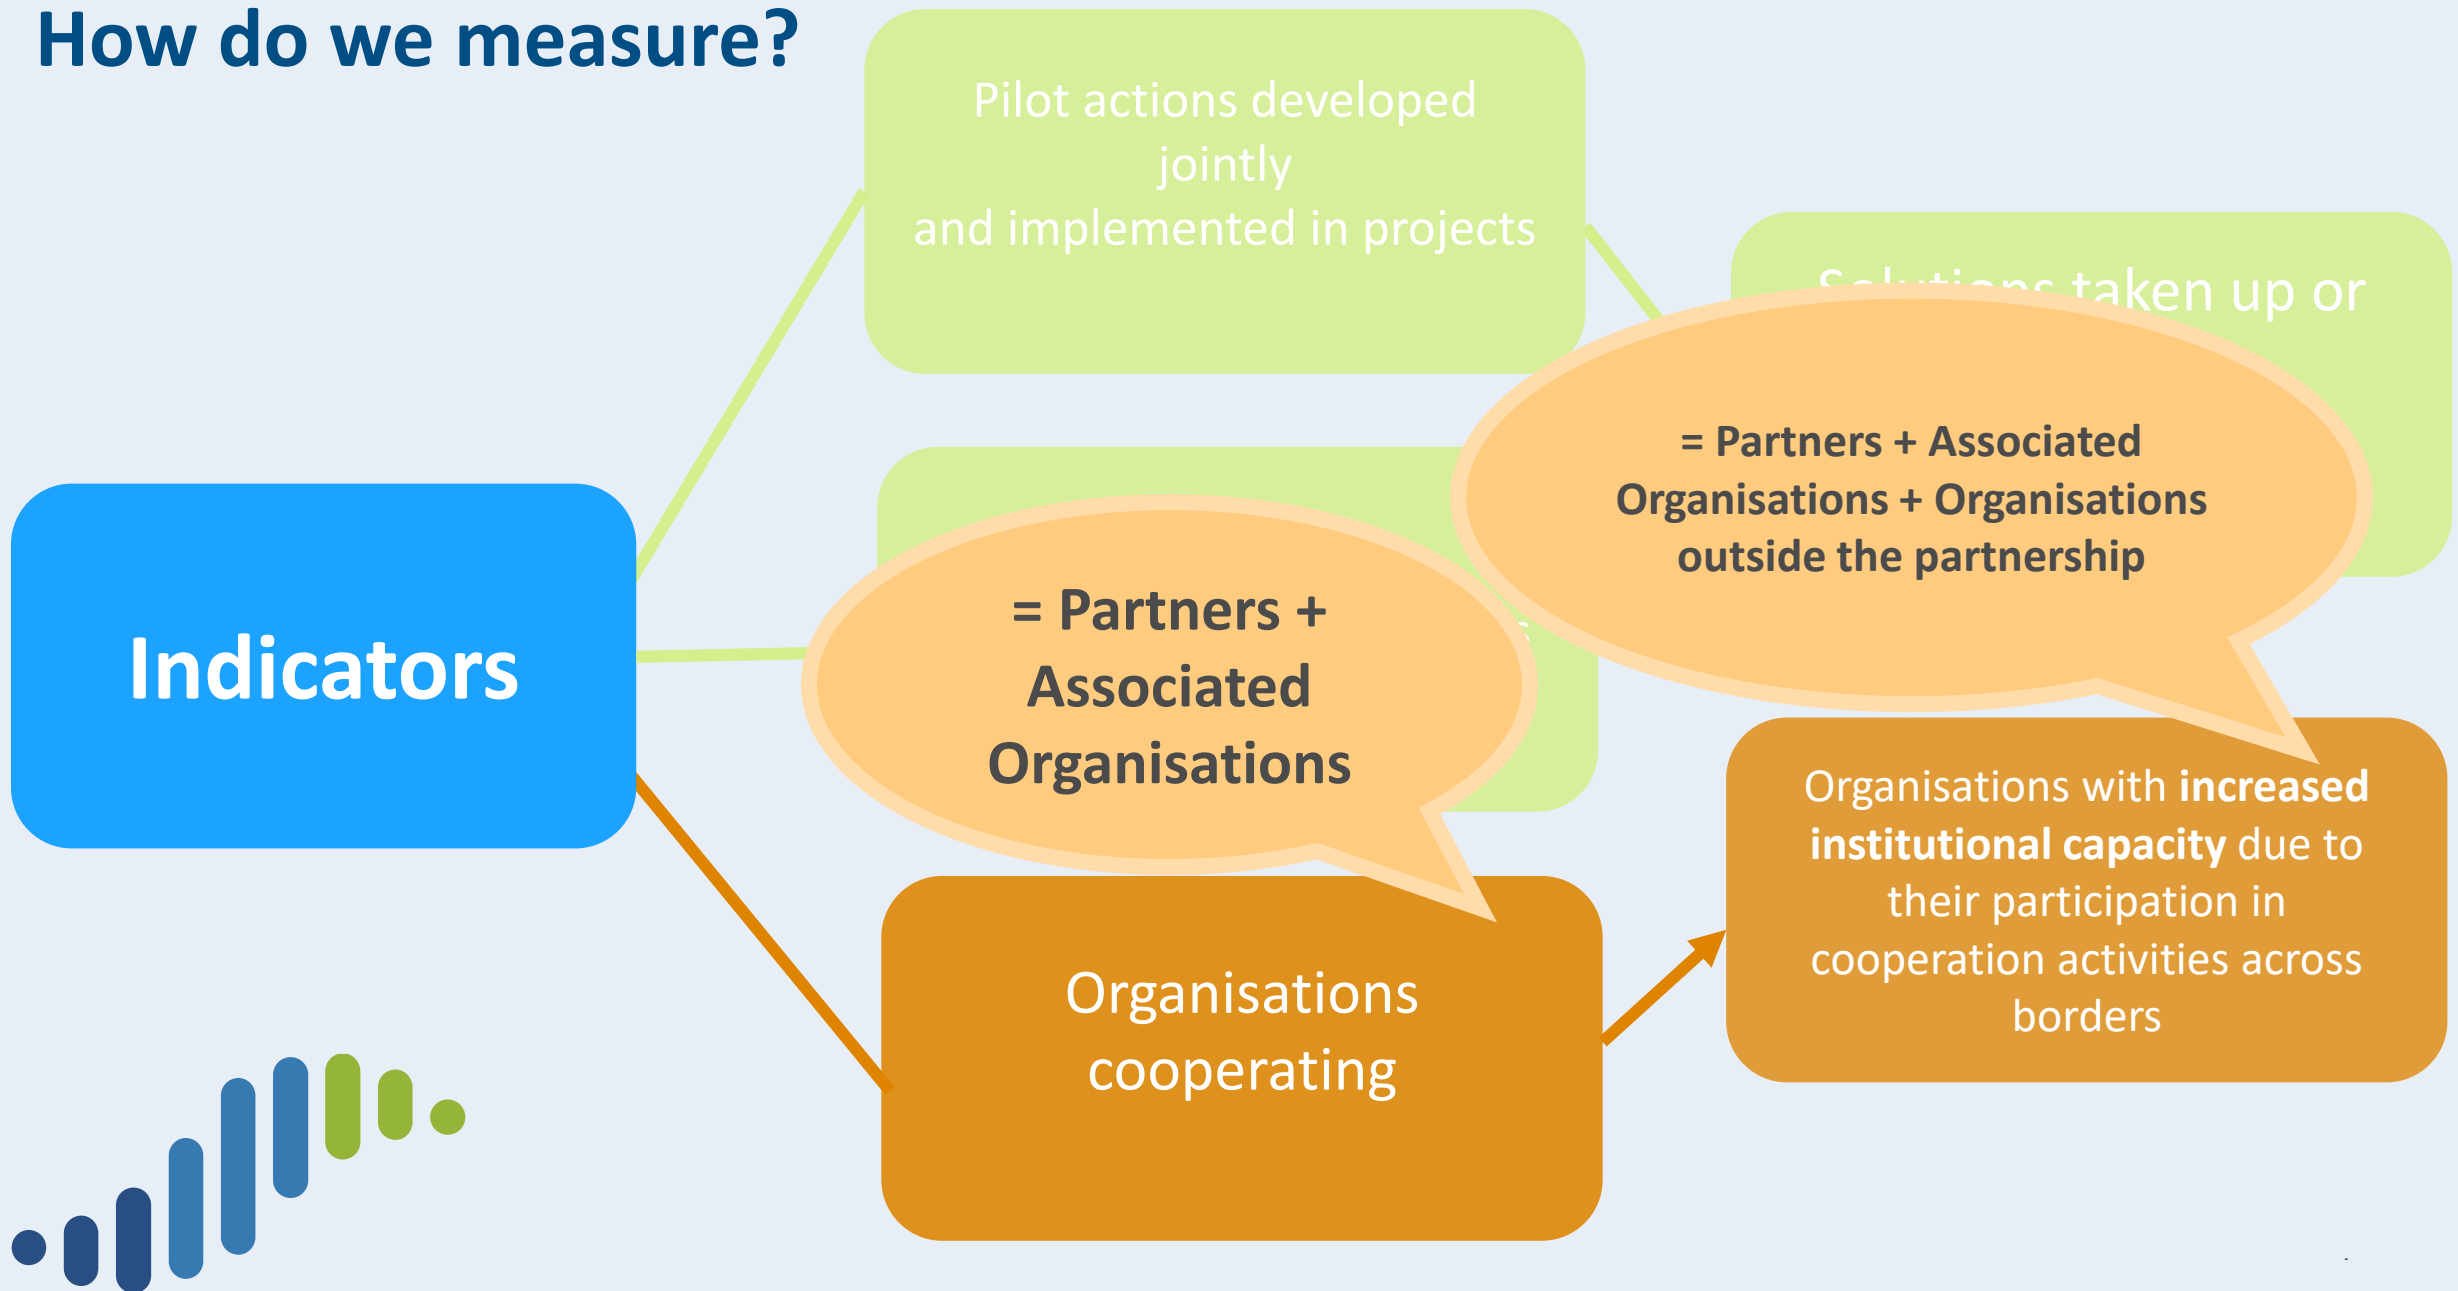 How do we measure?
Pilot actions developed
jointly
and implemented in projects
Solutions taken up or
= Partners + Associated
Organisations + Organisations
outside the partnership
= Partners +
Associated
Organisations
Indicators
Organisations with increased
institutional capacity due to
their participation in
cooperation activities across
borders
Organisations
cooperating